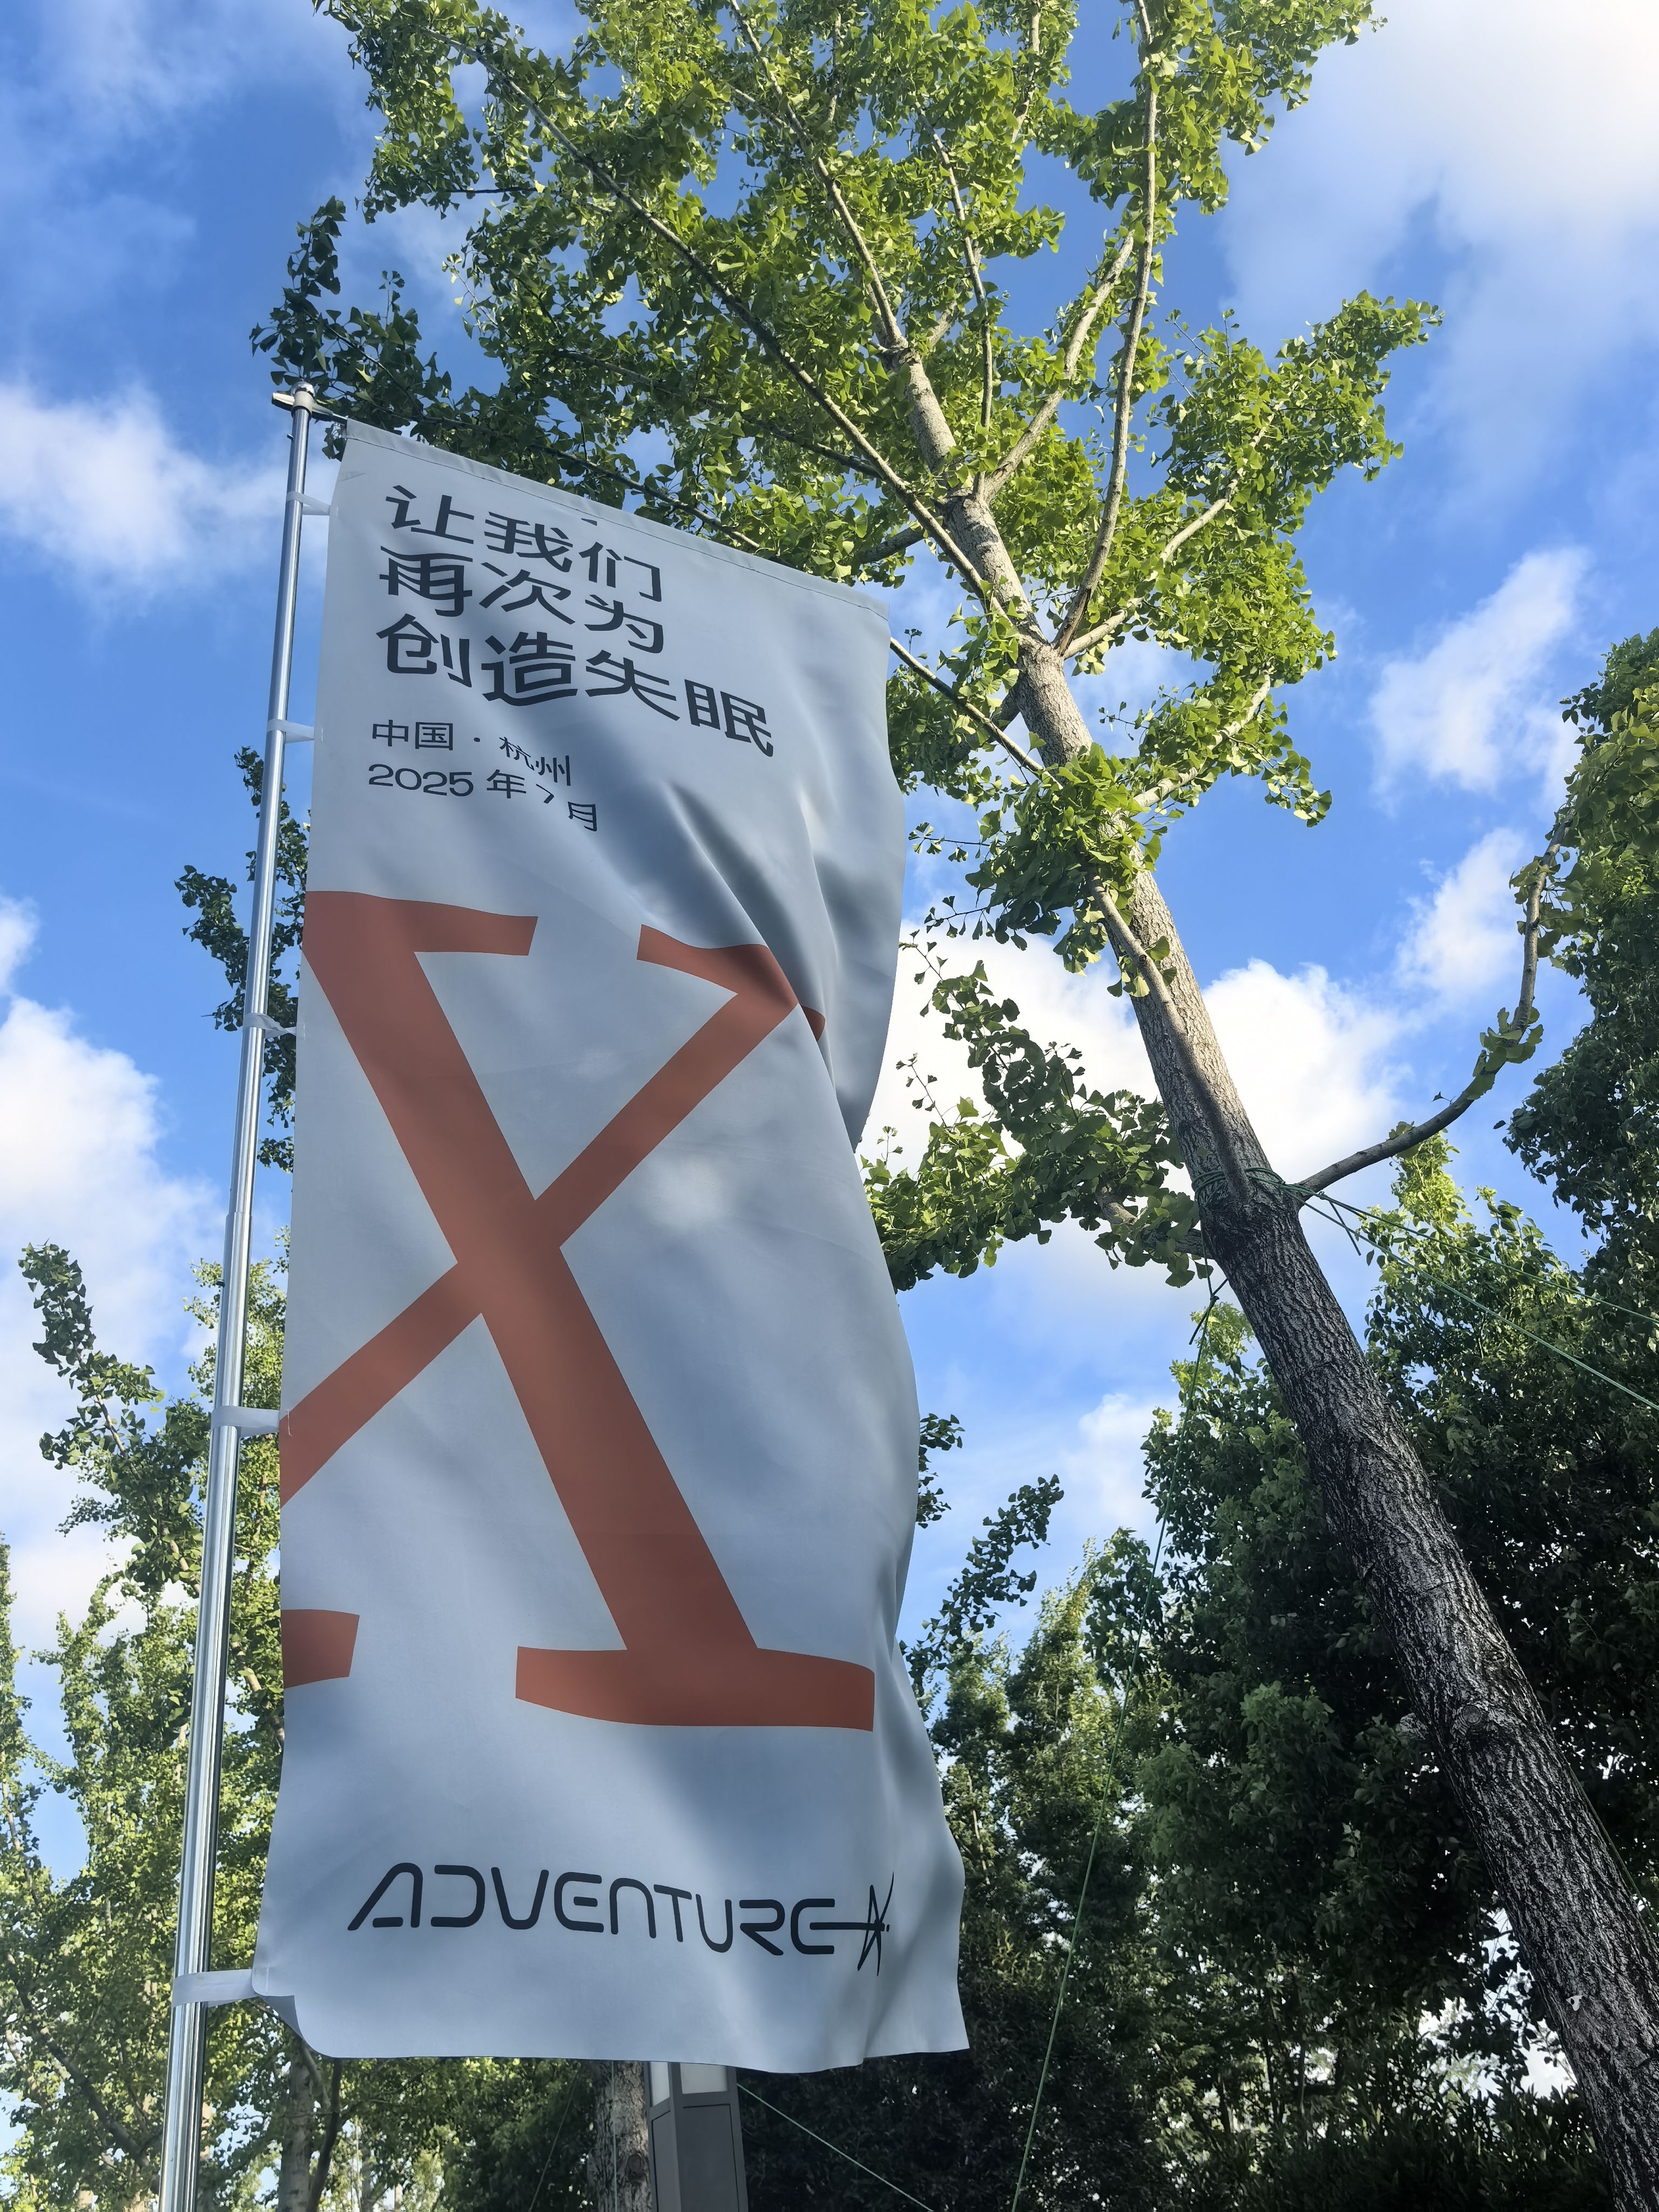 让我们
再次为
创造失眠
中国·杭州
2025 年 7 月
X
ADVENTURE X